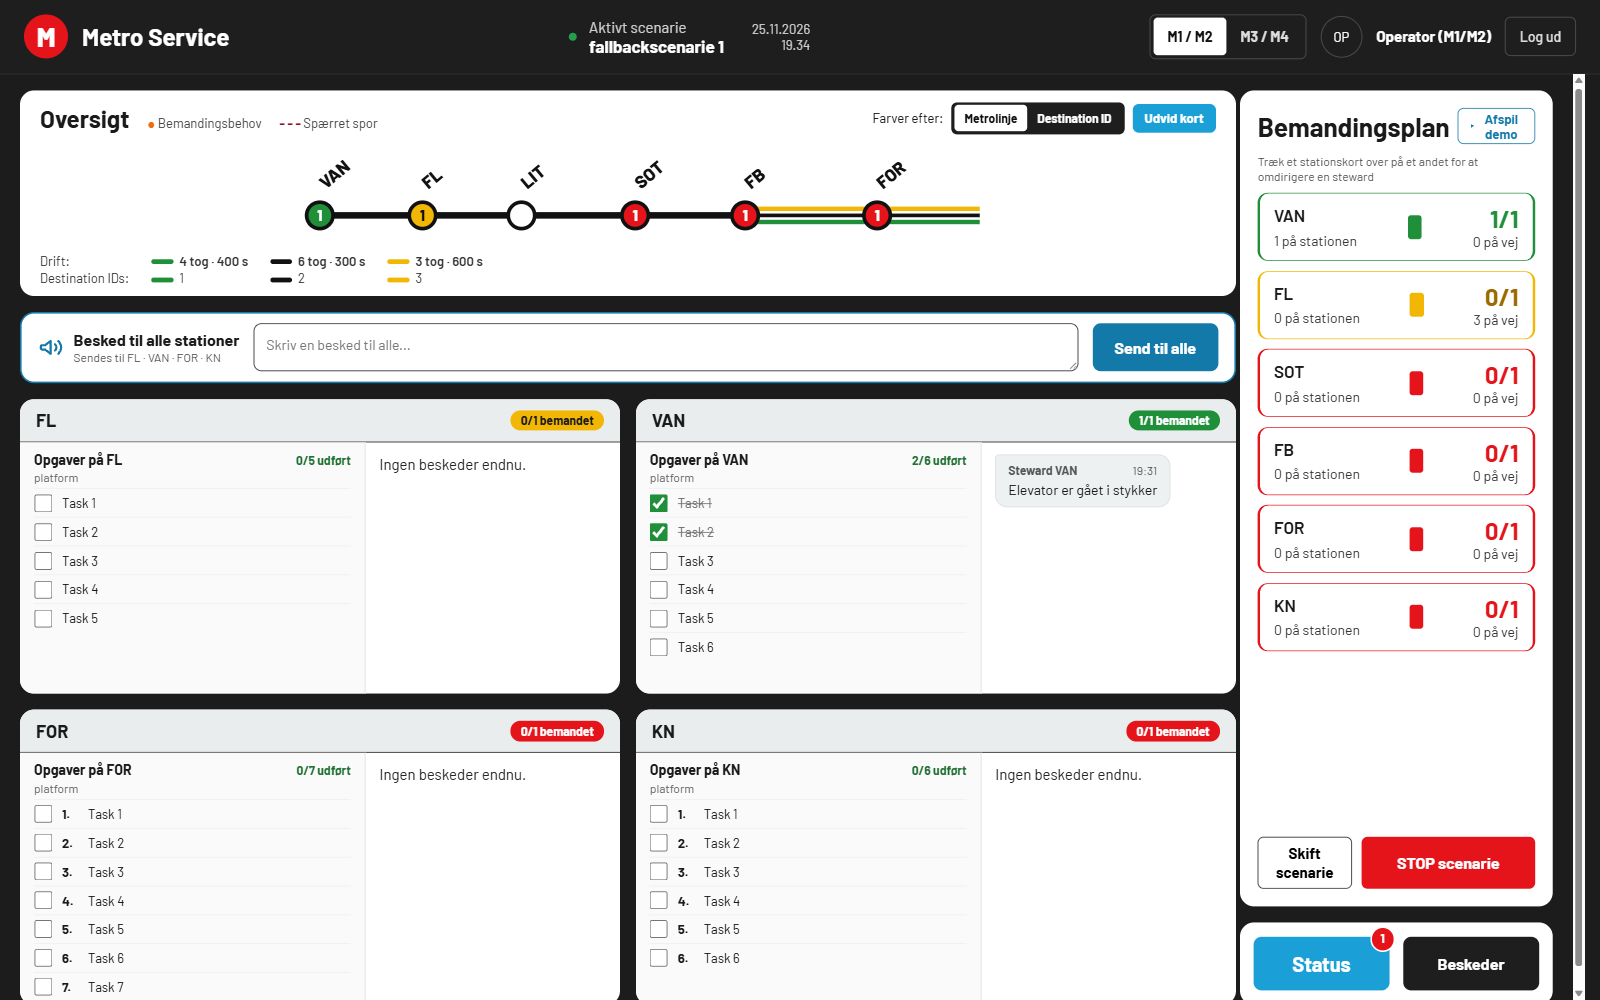 M Metro Service
Aktivt scenarie
fallbackscenarie 1
25.11.2026
19.34
M1 / M2 M3 / M4
OP Operator (M1/M2) Log ud
Oversigt Bemandingsbehov Spærret spor
Farver efter: Metrolinje Destination ID Udvid kort
VAN FL LIT SOT FB FOR
1 1 1 1 1
Drift: 4 tog · 400 s 6 tog · 300 s 3 tog · 600 s
Destination IDs: 1 2 3
Besked til alle stationer
Sendes til FL · VAN · FOR · KN
Skriv en besked til alle...
Send til alle
FL 0/1 bemandet
Opgaver på FL 0/5 udført
platform
Task 1
Task 2
Task 3
Task 4
Task 5
Ingen beskeder endnu.
VAN 1/1 bemandet
Opgaver på VAN 2/6 udført
platform
Task 1
Task 2
Task 3
Task 4
Task 5
Task 6
Steward VAN 19:31
Elevator er gået i stykker
FOR 0/1 bemandet
Opgaver på FOR 0/7 udført
platform
1. Task 1
2. Task 2
3. Task 3
4. Task 4
5. Task 5
6. Task 6
7. Task 7
Ingen beskeder endnu.
KN 0/1 bemandet
Opgaver på KN 0/6 udført
platform
1. Task 1
2. Task 2
3. Task 3
4. Task 4
5. Task 5
6. Task 6
Ingen beskeder endnu.
Bemandingsplan
Afspil
demo
Træk et stationskort over på et andet for at
omdirigere en steward
VAN 1/1
1 på stationen 0 på vej
FL 0/1
0 på stationen 3 på vej
SOT 0/1
0 på stationen 0 på vej
FB 0/1
0 på stationen 0 på vej
FOR 0/1
0 på stationen 0 på vej
KN 0/1
0 på stationen 0 på vej
Skift
scenarie
STOP scenarie
Status 1
Beskeder